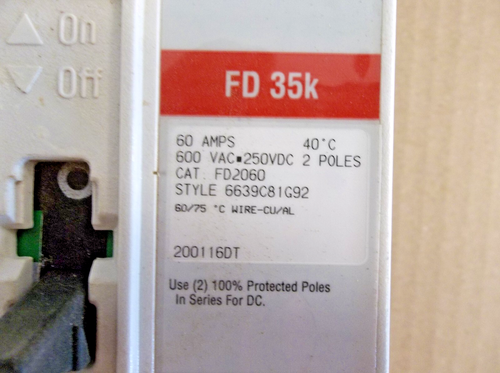 On
Off
FD 35k
60 AMPS 40°C
600 VAC▪250VDC 2 POLES
CAT. FD2060
STYLE 6639C81G92
60/75 °C WIRE-CU/AL
200116DT
Use (2) 100% Protected Poles
In Series For DC.